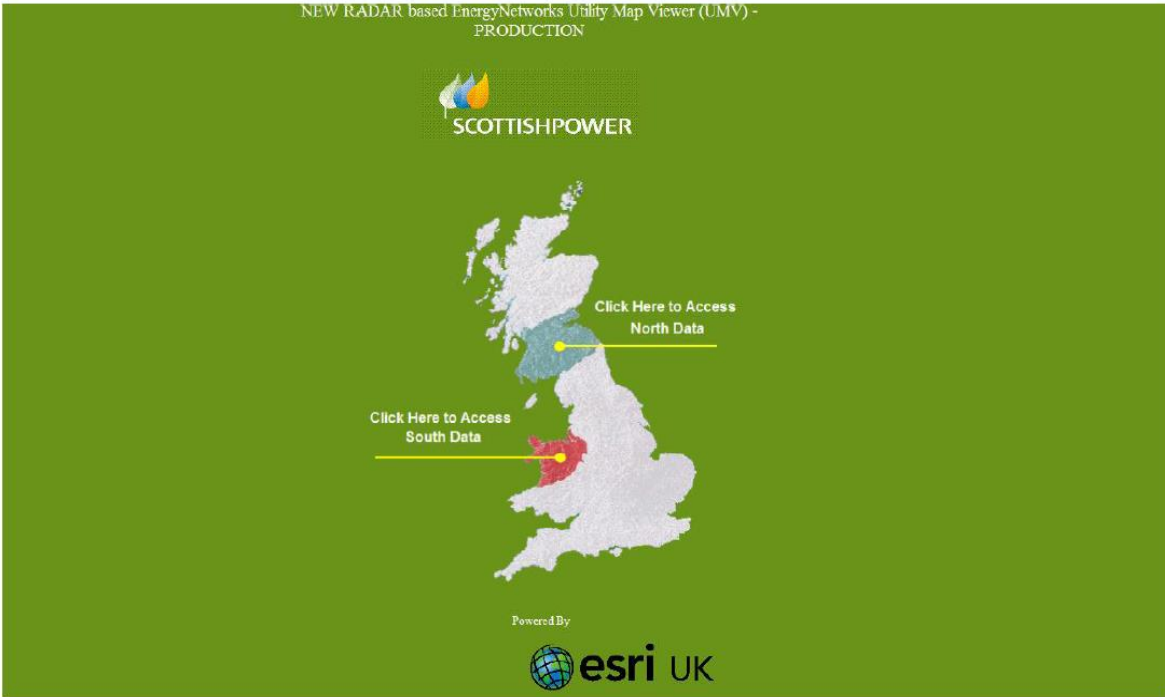 NEW RADAR based EnergyNetworks Utility Map Viewer (UMV) -
PRODUCTION
SCOTTISHPOWER
Click Here to Access
North Data
Click Here to Access
South Data
Powered By
esri UK